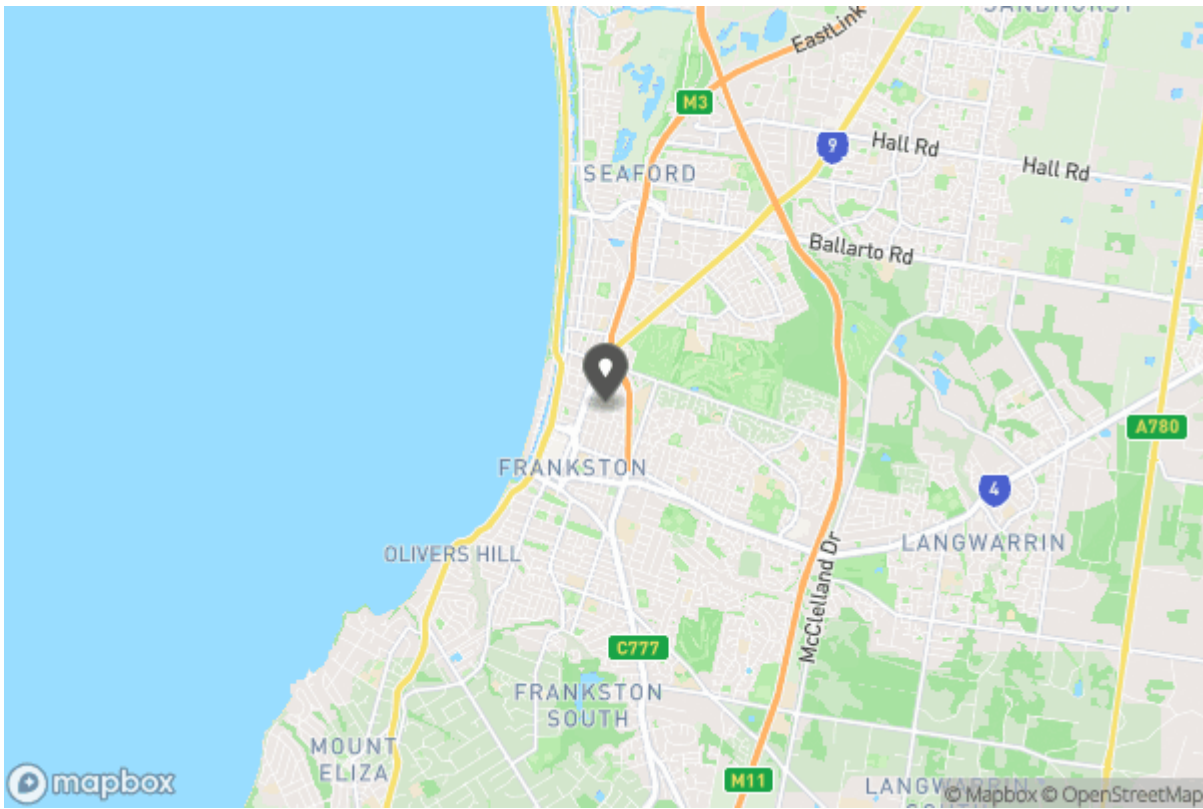 SANDHURST
EastLink
M3
9
Hall Rd
Hall Rd
SEAFORD
Ballarto Rd
A780
FRANKSTON
4
OLIVERS HILL
LANGWARRIN
McClelland Dr
C777
FRANKSTON
SOUTH
MOUNT
ELIZA
M11
LANGWARRIN
mapbox
© Mapbox © OpenStreetMap